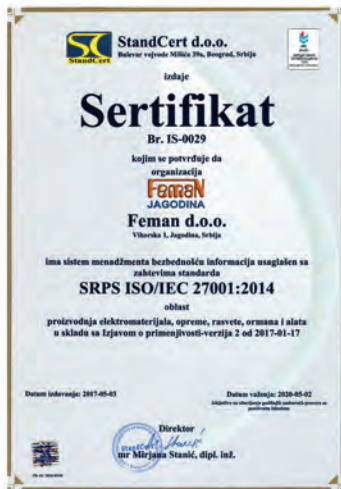 SC
StandCert
StandCert d.o.o.
Bulevar vojvode Mišića 39a, Beograd, Srbija
izdaje
Sertifikat
Br. IS-0029
kojim se potvrđuje da
organizacija
FemaN
JAGODINA
Feman d.o.o.
Viborska 1, Jagodina, Srbija
ima sistem menadžmenta bezbednošću informacija usaglašen sa
zahtevima standarda
SRPS ISO/IEC 27001:2014
oblast
proizvodnja elektromaterijala, opreme, rasvete, ormana i alata
u skladu sa Izjavom o primenjivosti-verzija 2 od 2017-01-17
Datum izdavanja: 2017-05-03
Datum važenja: 2020-05-02
Direktor
mr Mirjana Stanić, dipl. inž.